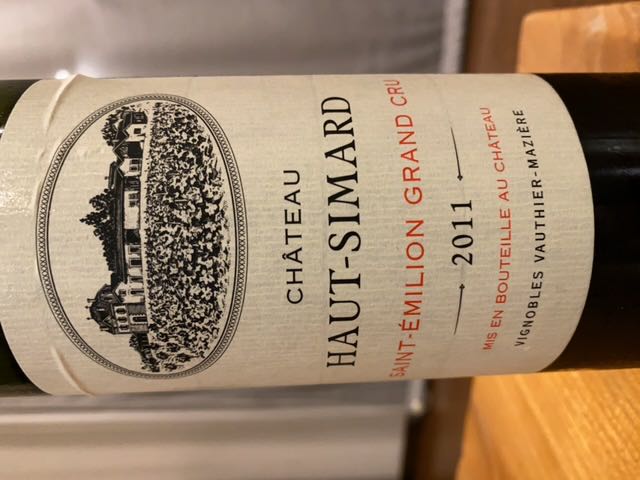 CHÂTEAU
HAUT-SIMARD
SAINT-ÉMILION GRAND CRU
2011
MIS EN BOUTEILLE AU CHÂTEAU
VIGNOBLES VAUTHIER-MAZIÈRE